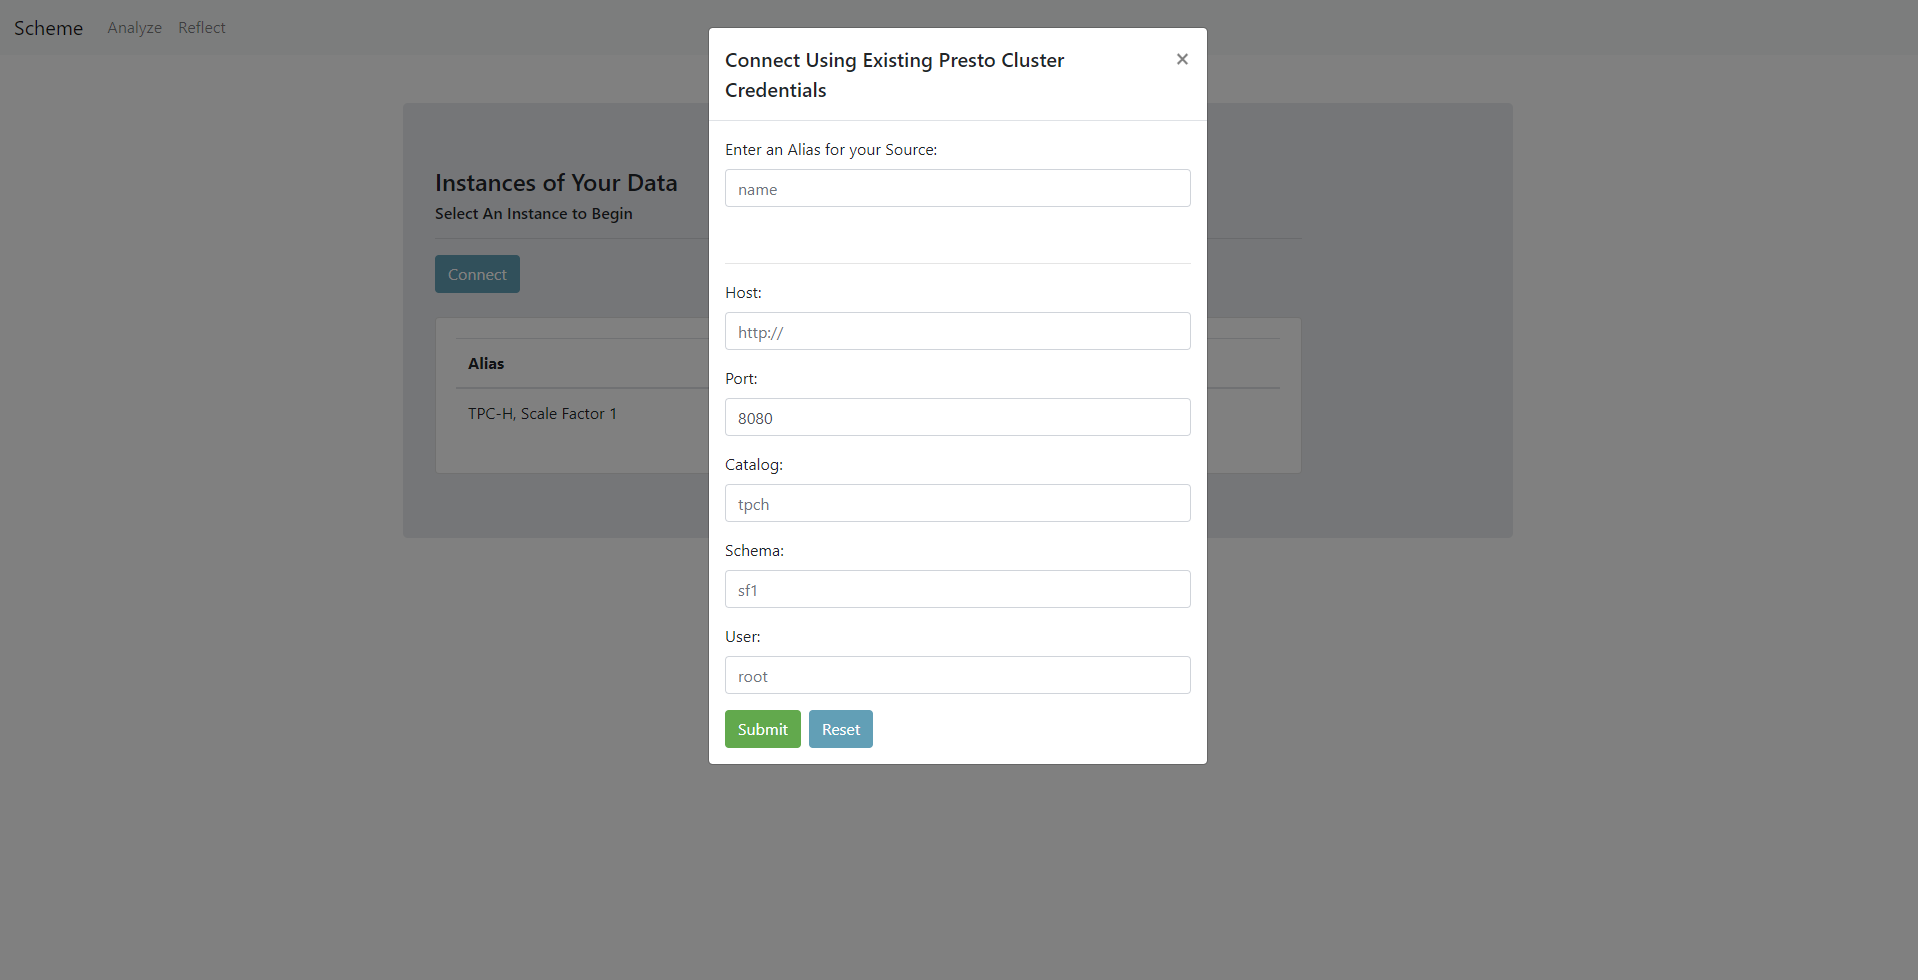 Scheme Analyze Reflect
Connect Using Existing Presto Cluster
Credentials
×
Enter an Alias for your Source:
name
Host:
http://
Port:
8080
Catalog:
tpch
Schema:
sf1
User:
root
Submit Reset
Instances of Your Data
Select An Instance to Begin
Connect
Alias
TPC-H, Scale Factor 1